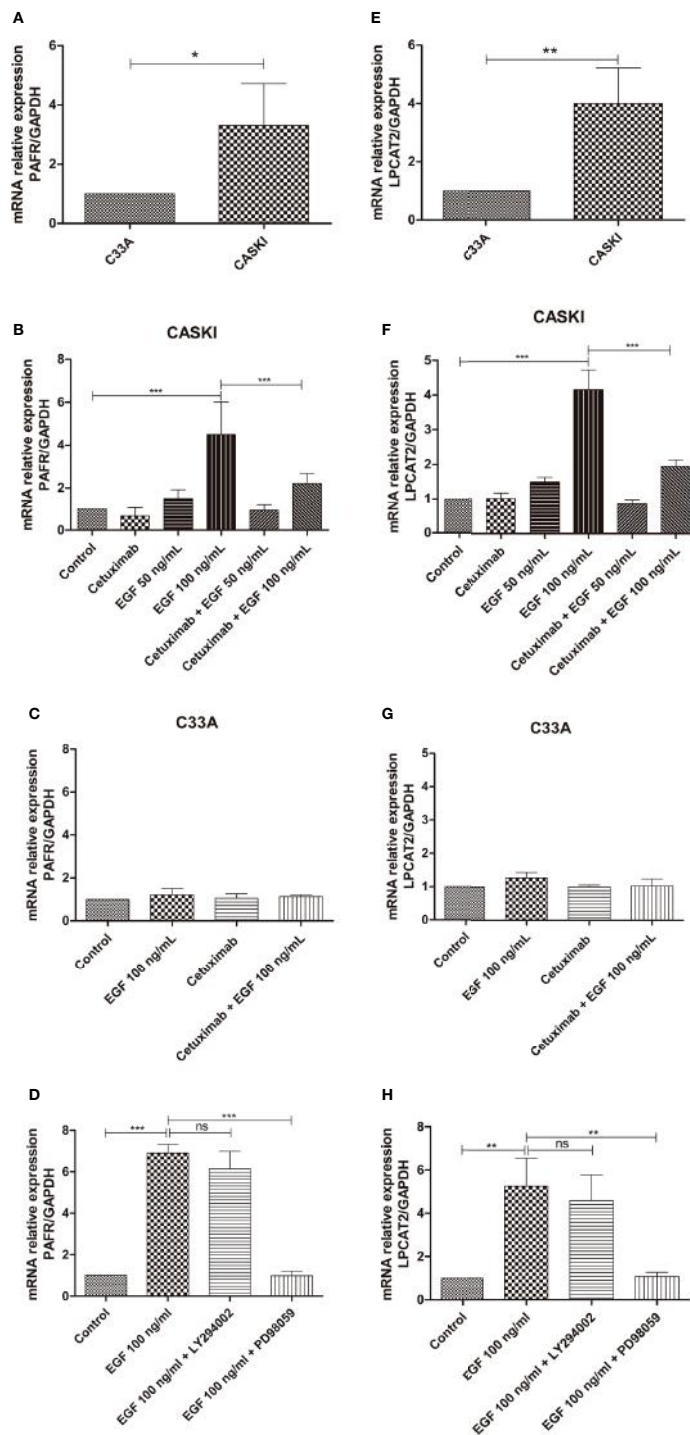 A
mRNA relative expression
PAFR/GAPDH
6
4
2
0
*
C33A
CASKI
E
mRNA relative expression
LPCAT2/GAPDH
6
4
2
0
**
C33A
CASKI
B
CASKI
mRNA relative expression
PAFR/GAPDH
8
6
4
2
0
***
***
Control
Cetuximab
EGF 50 ng/mL
EGF 100 ng/mL
Cetuximab + EGF 50 ng/mL
Cetuximab + EGF 100 ng/mL
F
CASKI
mRNA relative expression
LPCAT2/GAPDH
5
4
3
2
1
0
***
***
Control
Cetuximab
EGF 50 ng/mL
EGF 100 ng/mL
Cetuximab + EGF 50 ng/mL
Cetuximab + EGF 100 ng/mL
C
C33A
mRNA relative expression
PAFR/GAPDH
8
6
4
2
0
Control
EGF 100 ng/mL
Cetuximab
Cetuximab + EGF 100 ng/mL
G
C33A
mRNA relative expression
LPCAT2/GAPDH
5
4
3
2
1
0
Control
EGF 100 ng/mL
Cetuximab
Cetuximab + EGF 100 ng/mL
D
mRNA relative expression
PAFR/GAPDH
8
6
4
2
0
***
***
ns
Control
EGF 100 ng/ml
EGF 100 ng/ml + LY294002
EGF 100 ng/ml + PD98059
H
mRNA relative expression
LPCAT2/GAPDH
8
6
4
2
0
**
**
ns
Control
EGF 100 ng/ml
EGF 100 ng/ml + LY294002
EGF 100 ng/ml + PD98059